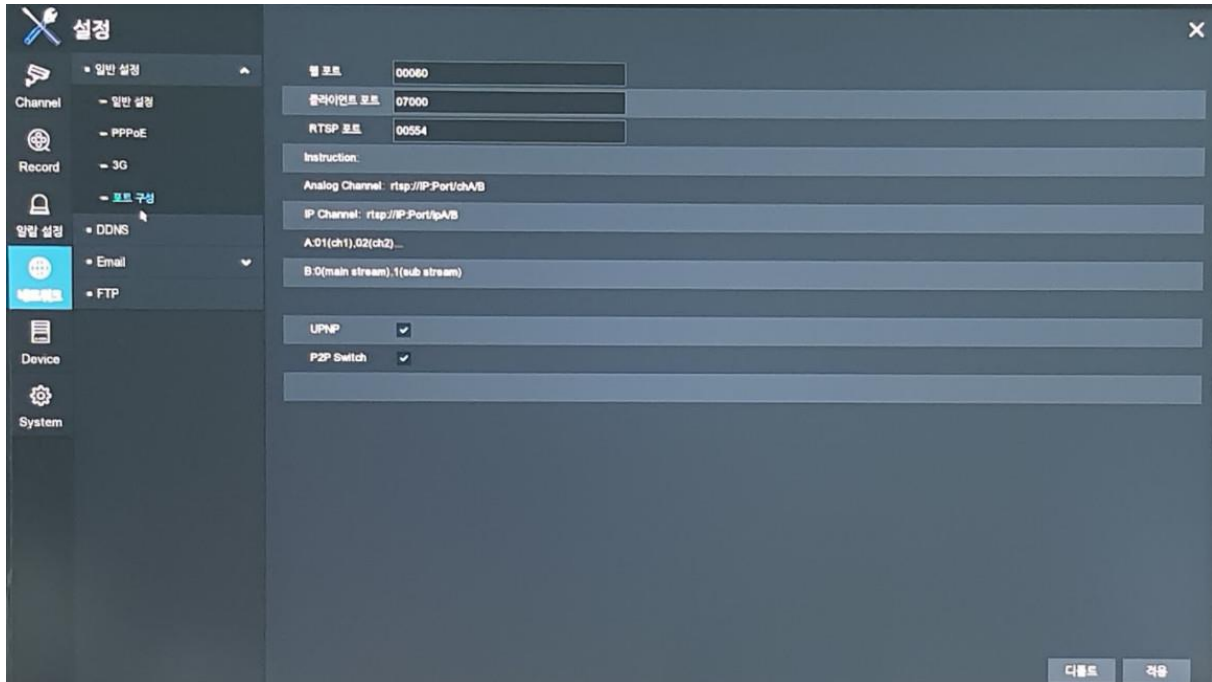 설정
Channel
Record
알람 설정
Device
System
일반 설정
일반 설정
PPPoE
3G
포트 구성
DDNS
Email
FTP
웹 포트 00080
클라이언트 포트 07000
RTSP 포트 00554
Instruction:
Analog Channel: rtsp://IP:Port/chA/B
IP Channel: rtsp://IP:Port/ipA/B
A:01(ch1),02(ch2)...
B:0(main stream),1(sub stream)
UPNP
P2P Switch
디폴트 적용